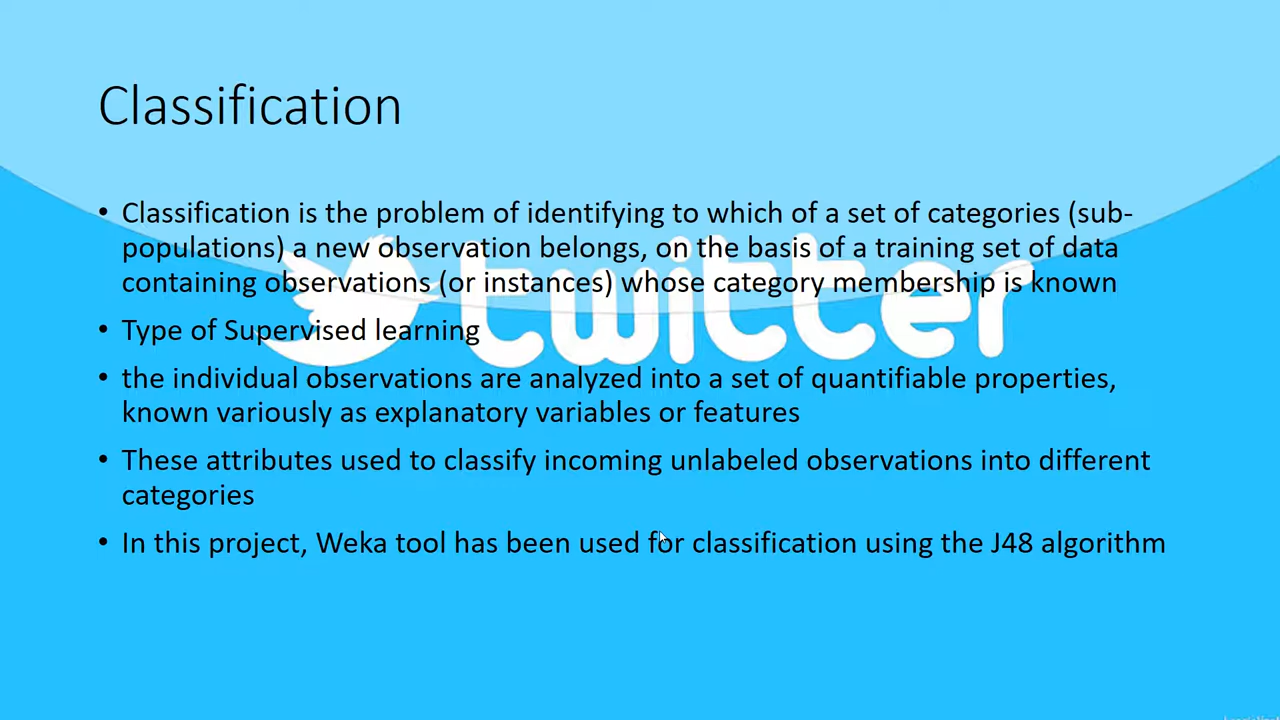 Classification
• Classification is the problem of identifying to which of a set of categories (sub-
populations) a new observation belongs, on the basis of a training set of data
containing observations (or instances) whose category membership is known
twitter
• Type of Supervised learning
• the individual observations are analyzed into a set of quantifiable properties,
known variously as explanatory variables or features
• These attributes used to classify incoming unlabeled observations into different
categories
• In this project, Weka tool has been used for classification using the J48 algorithm